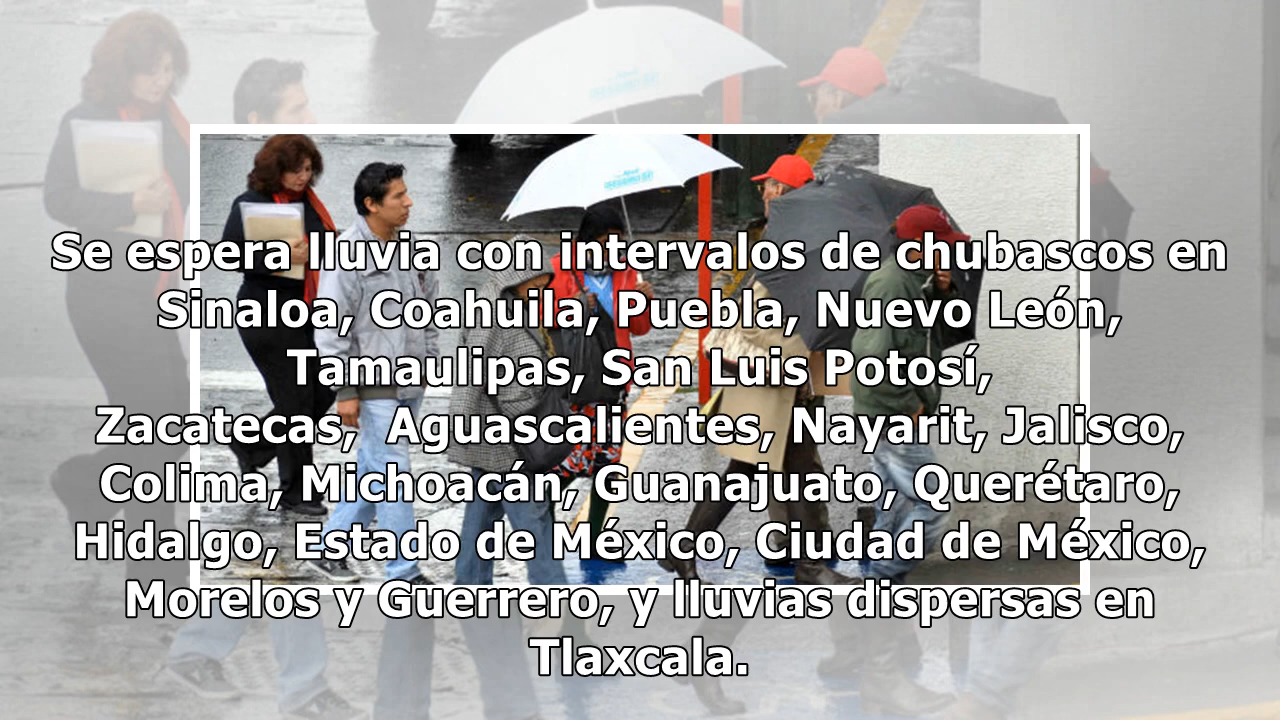 Se espera lluvia con intervalos de chubascos en
Sinaloa, Coahuila, Puebla, Nuevo León,
Tamaulipas, San Luis Potosí,
Zacatecas,  Aguascalientes, Nayarit, Jalisco,
Colima, Michoacán, Guanajuato, Querétaro,
Hidalgo, Estado de México, Ciudad de México,
Morelos y Guerrero, y lluvias dispersas en
Tlaxcala.